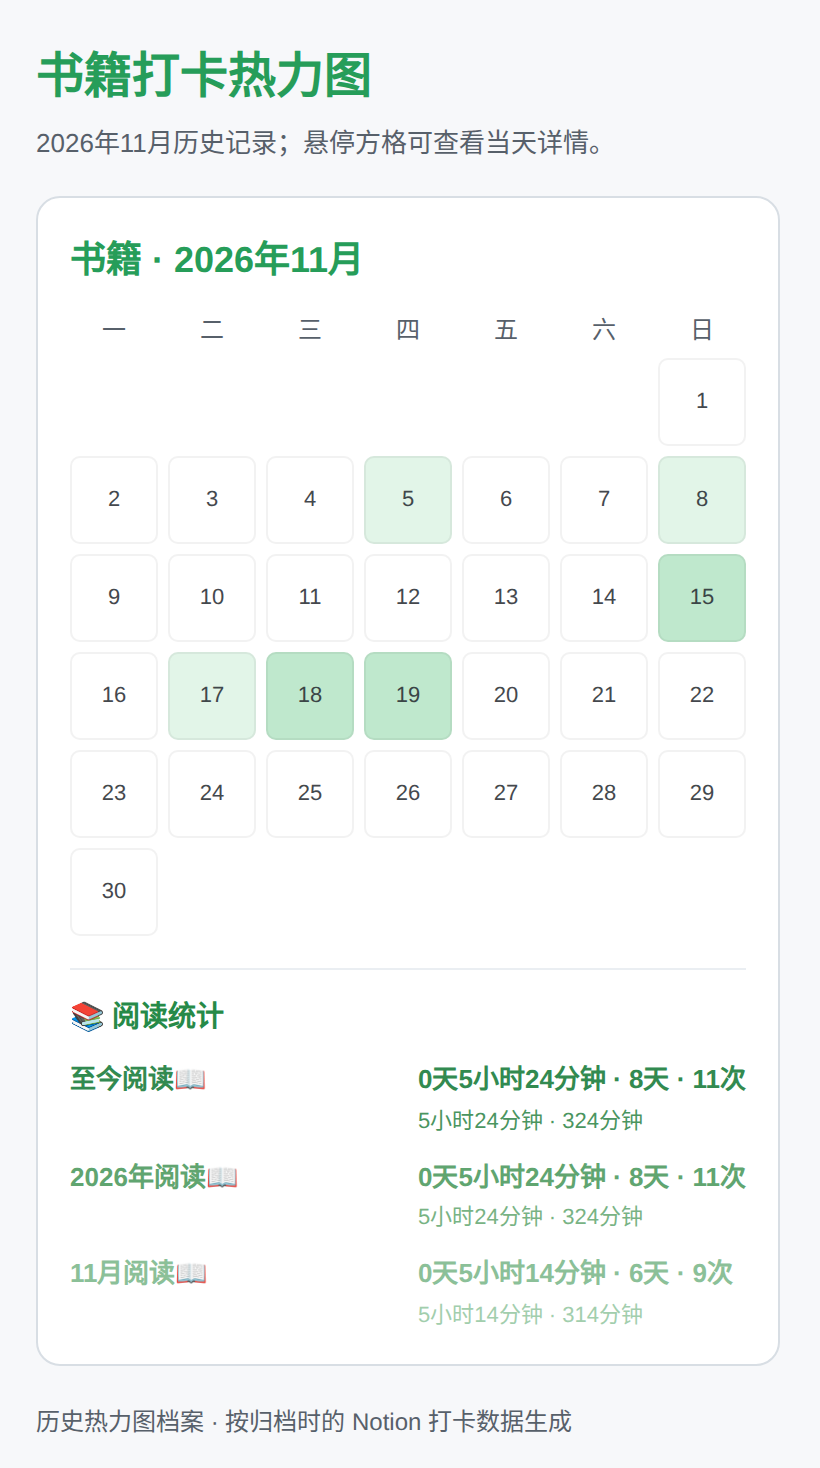 书籍打卡热力图
2026年11月历史记录；悬停方格可查看当天详情。
书籍 · 2026年11月
一 二 三 四 五 六 日
1
2 3 4 5 6 7 8
9 10 11 12 13 14 15
16 17 18 19 20 21 22
23 24 25 26 27 28 29
30
📚 阅读统计
至今阅读📖 0天5小时24分钟 · 8天 · 11次
5小时24分钟 · 324分钟
2026年阅读📖 0天5小时24分钟 · 8天 · 11次
5小时24分钟 · 324分钟
11月阅读📖 0天5小时14分钟 · 6天 · 9次
5小时14分钟 · 314分钟
历史热力图档案 · 按归档时的 Notion 打卡数据生成